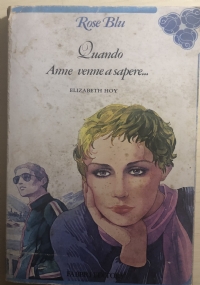 Rose Blu
Quando
Anne venne a sapere...
ELIZABETH HOY